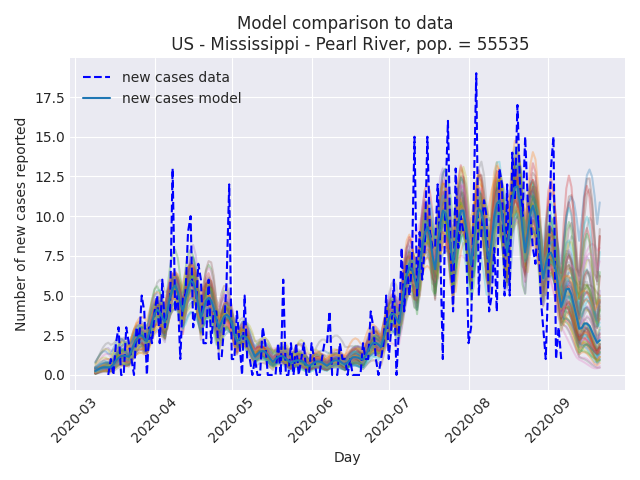 Model comparison to data
US - Mississippi - Pearl River, pop. = 55535
new cases data
new cases model
Number of new cases reported
17.5
15.0
12.5
10.0
7.5
5.0
2.5
0.0
2020-03
2020-04
2020-05
2020-06
2020-07
2020-08
2020-09
Day